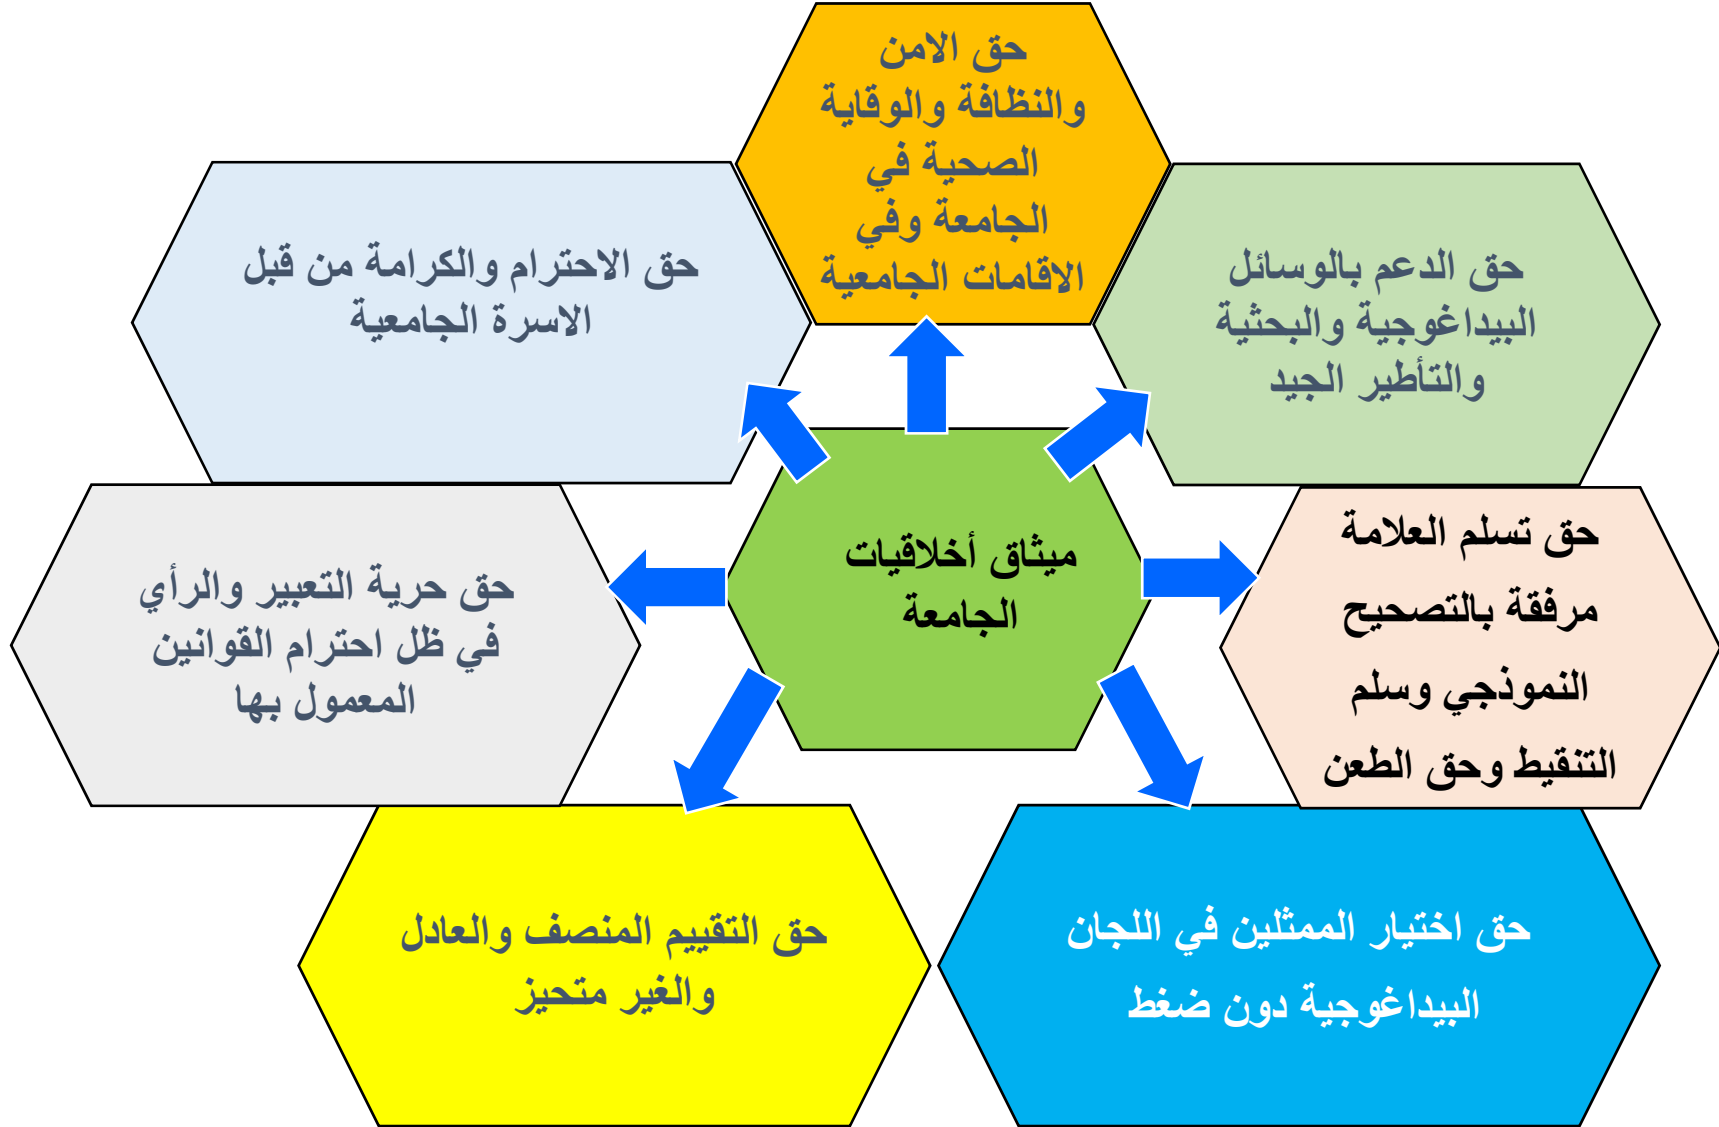 حق الامن
والنظافة والوقاية
الصحية في
الجامعة وفي
الاقامات الجامعية
حق الدعم بالوسائل
البيداغوجية والبحثية
والتأطير الجيد
حق الاحترام والكرامة من قبل
الاسرة الجامعية
ميثاق أخلاقيات
الجامعة
حق تسلم العلامة
مرفقة بالتصحيح
النموذجي وسلم
التنقيط وحق الطعن
حق حرية التعبير والرأي
في ظل احترام القوانين
المعمول بها
حق اختيار الممثلين في اللجان
البيداغوجية دون ضغط
حق التقييم المنصف والعادل
والغير متحيز